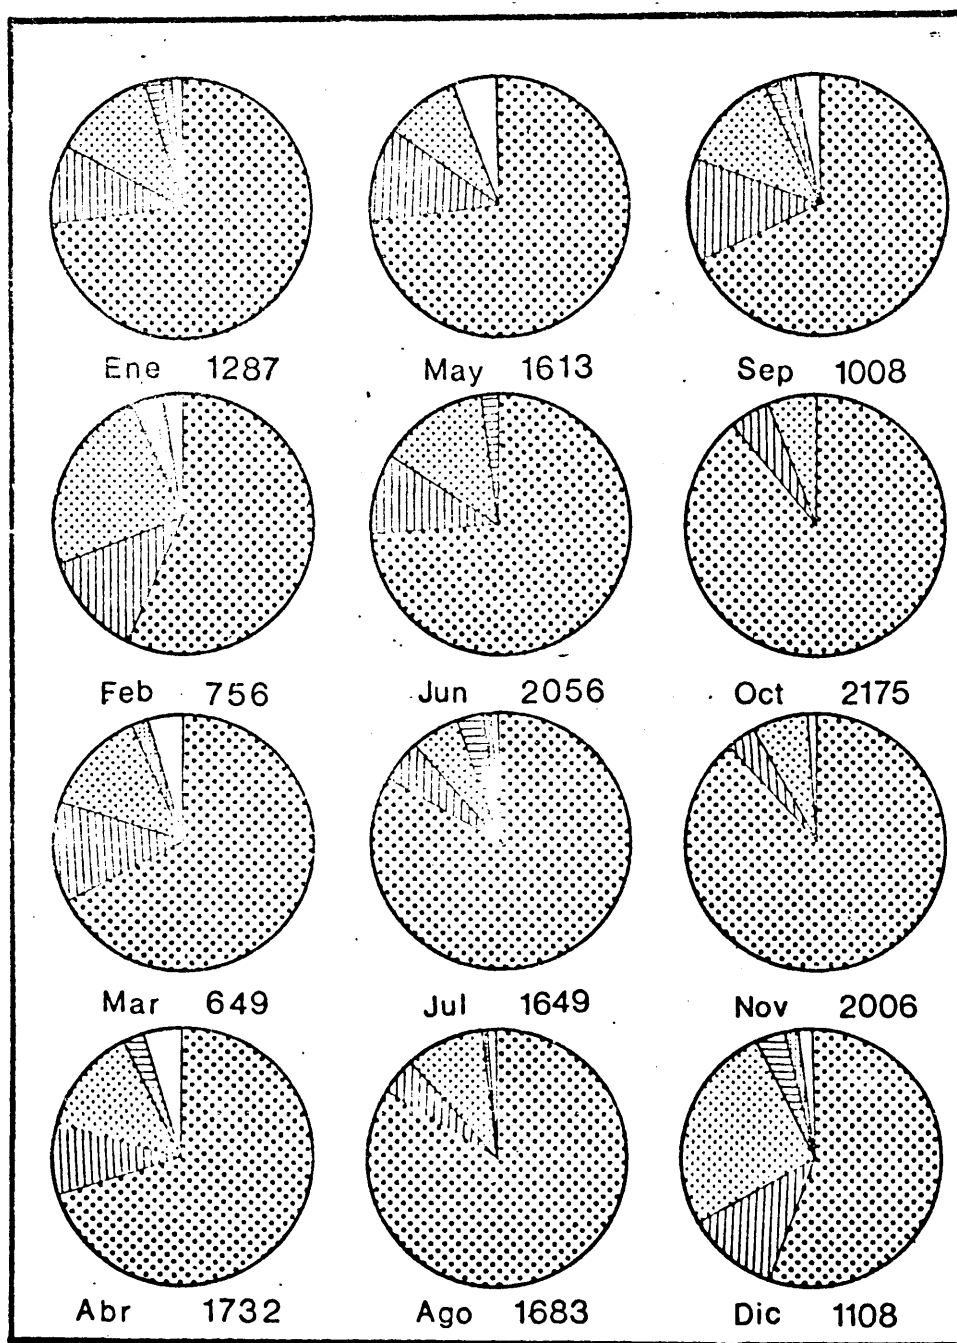 Ene 1287 May 1613 Sep 1008
Feb 756 Jun 2056 Oct 2175
Mar 649 Jul 1649 Nov 2006
Abr 1732 Ago 1683 Dic 1108